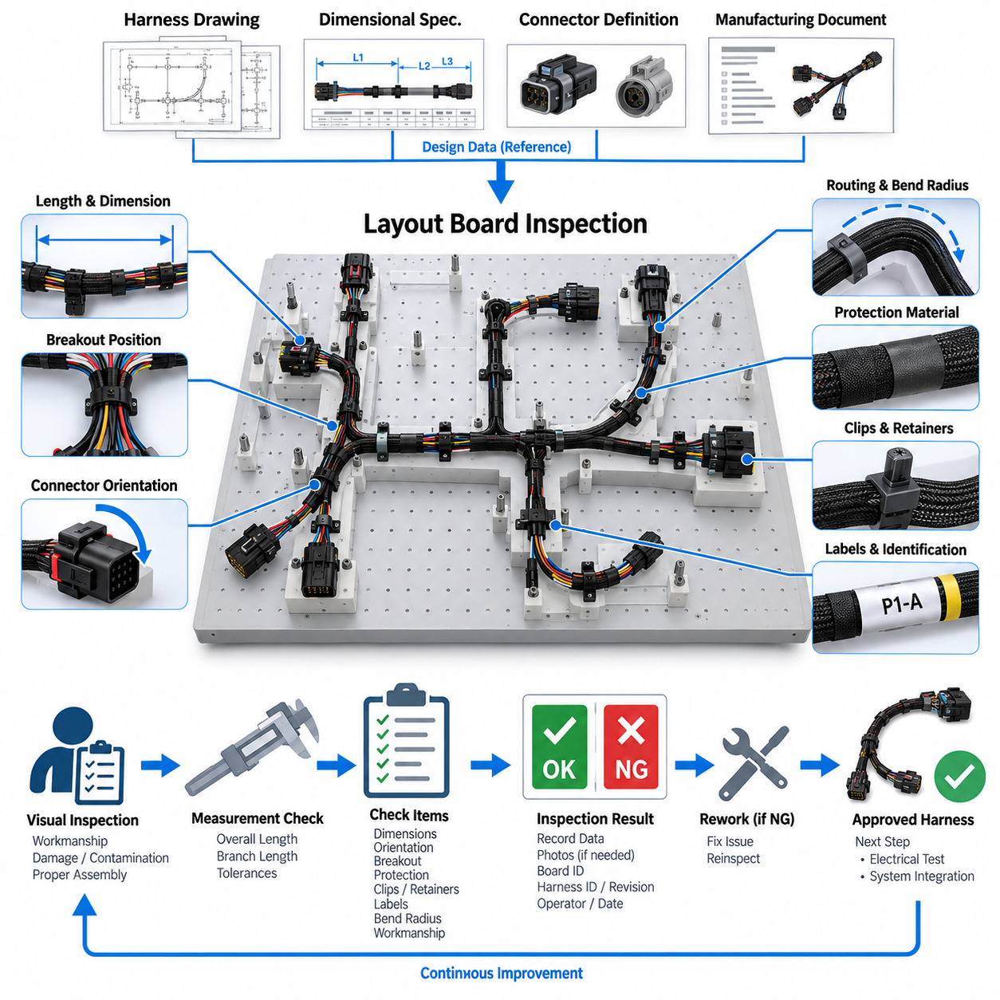 Harness Drawing
Dimensional Spec.
Connector Definition
Manufacturing Document
L1
L2
L3
Design Data (Reference)
Length & Dimension
Routing & Bend Radius
Layout Board Inspection
Breakout Position
Protection Material
Clips & Retainers
Connector Orientation
Labels & Identification
P1-A
OK
NG
Visual Inspection
Workmanship
Damage / Contamination
Proper Assembly
Measurement Check
Overall Length
Branch Length
Tolerances
Check Items
Dimensions
Orientation
Breakout
Protection
Clips / Retainers
Labels
Bend Radius
Workmanship
Inspection Result
Record Data
Photos (if needed)
Board ID
Harness ID / Revision
Operator / Date
Rework (if NG)
Fix Issue
Reinspect
Approved Harness
Next Step
• Electrical Test
• System Integration
Continxous Improvement